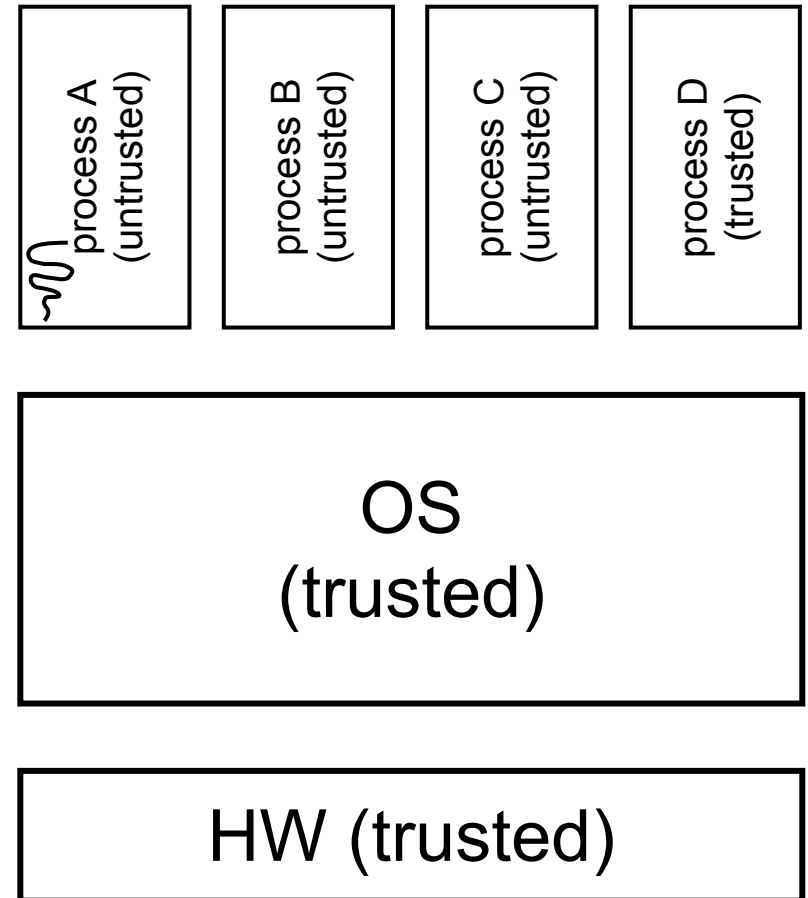 process A
(untrusted)
process B
(untrusted)
process C
(untrusted)
process D
(trusted)
OS
(trusted)
HW (trusted)